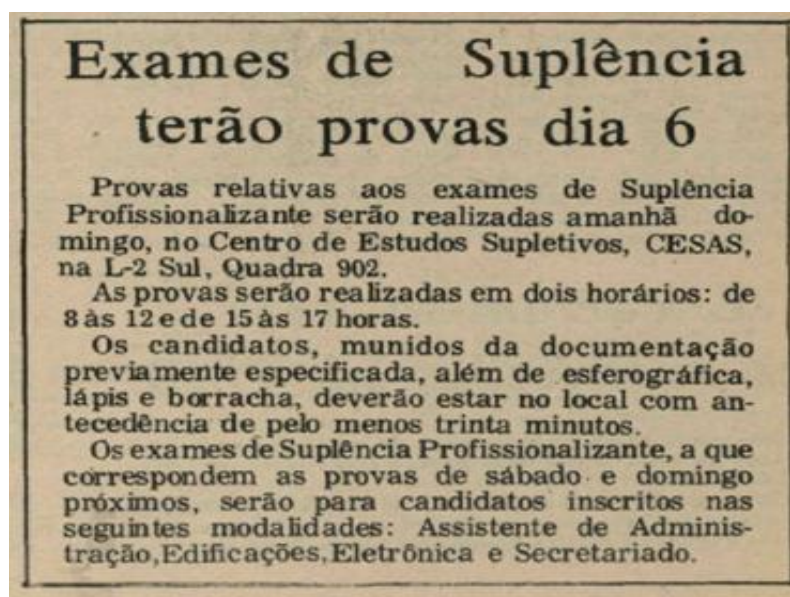 Exames de Suplência
terão provas dia 6
Provas relativas aos exames de Suplência
Profissionalizante serão realizadas amanhã do-
mingo, no Centro de Estudos Supletivos, CESAS,
na L-2 Sul, Quadra 902.
As provas serão realizadas em dois horários: de
8 às 12 e de 15 às 17 horas.
Os candidatos, munidos da documentação
previamente especificada, além de esferográfica,
lápis e borracha, deverão estar no local com an-
tecedência de pelo menos trinta minutos.
Os exames de Suplência Profissionalizante, a que
correspondem as provas de sábado e domingo
próximos, serão para candidatos inscritos nas
seguintes modalidades: Assistente de Adminis-
tração, Edificações, Eletrônica e Secretariado.